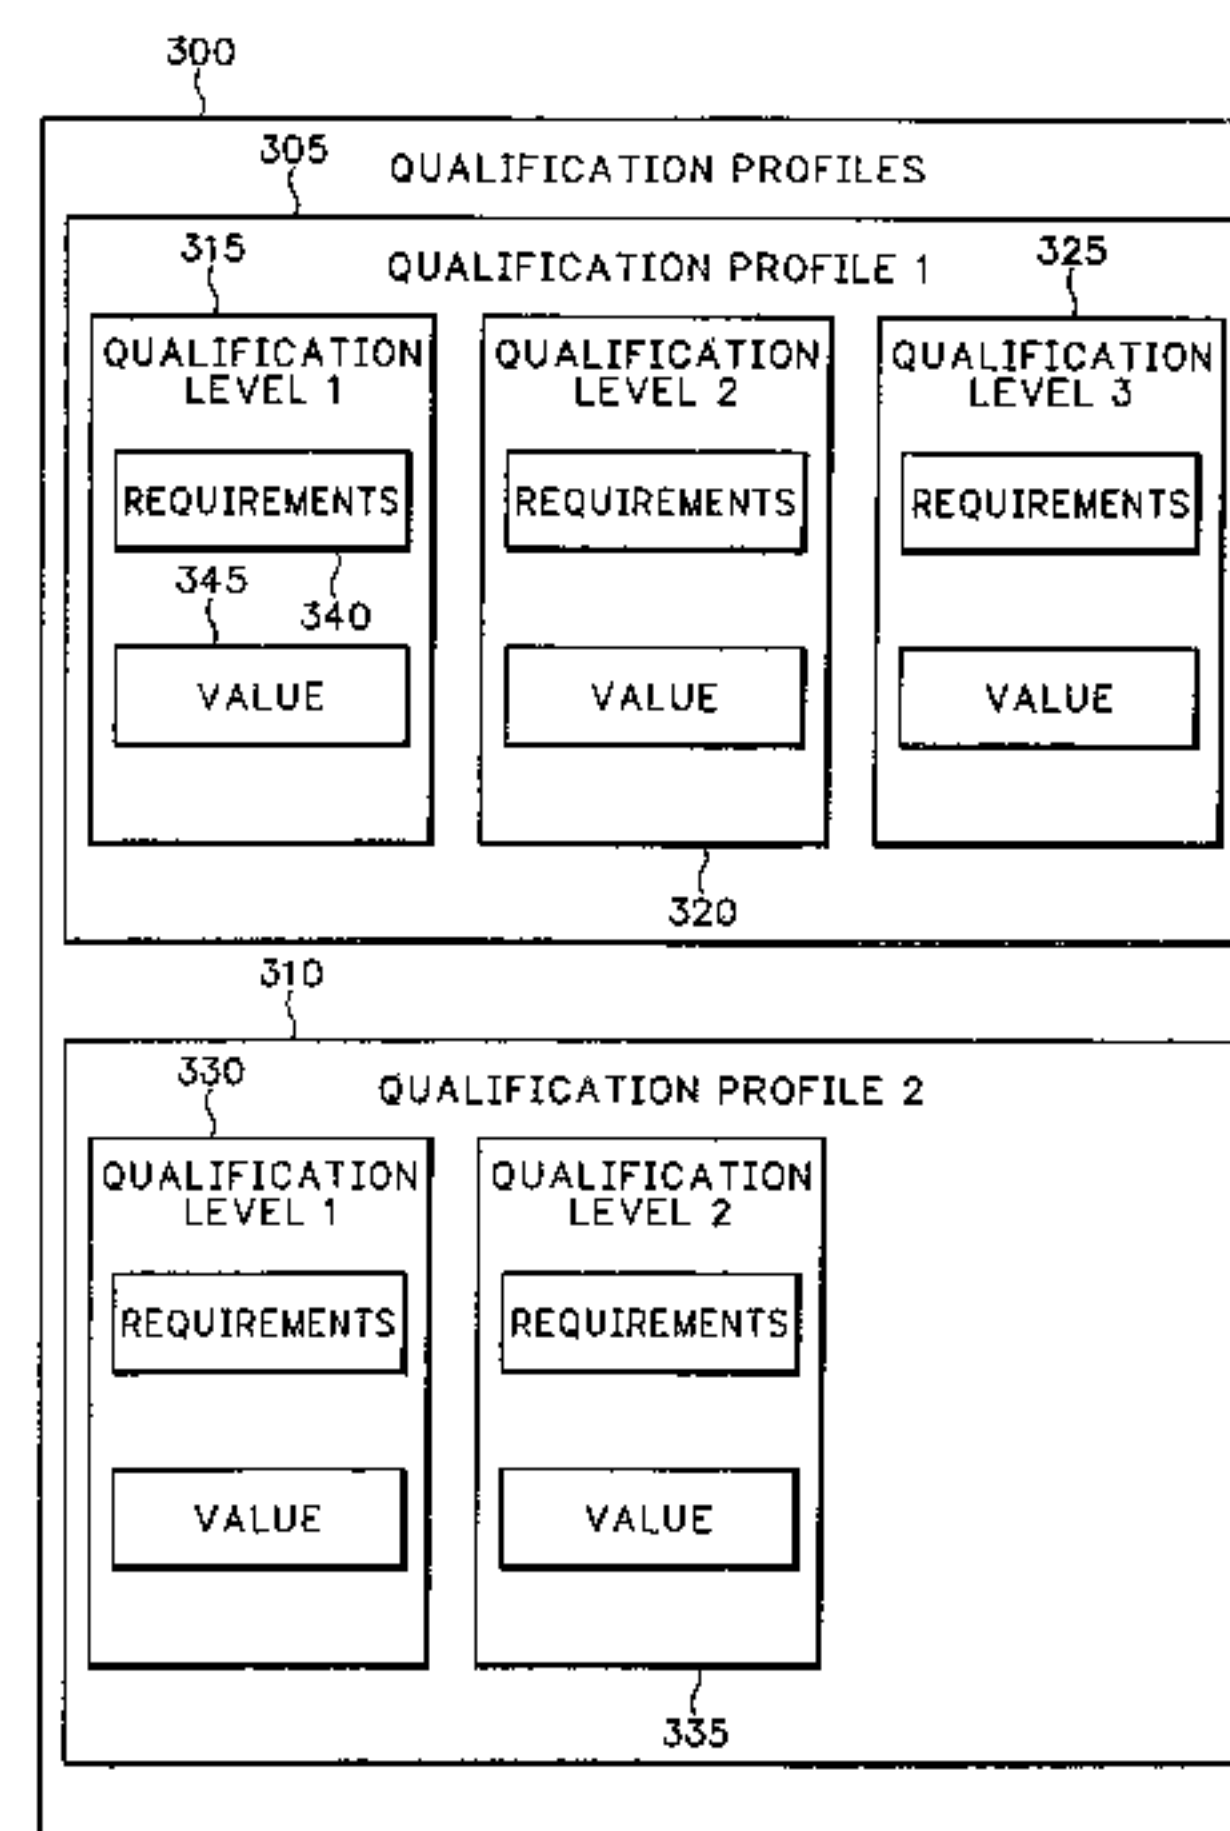 300
305
QUALIFICATION PROFILES
315
QUALIFICATION PROFILE 1
325
QUALIFICATION
LEVEL 1
QUALIFICATION
LEVEL 2
QUALIFICATION
LEVEL 3
REQUIREMENTS
REQUIREMENTS
REQUIREMENTS
345
340
VALUE
VALUE
VALUE
320
310
330
QUALIFICATION PROFILE 2
QUALIFICATION
LEVEL 1
QUALIFICATION
LEVEL 2
REQUIREMENTS
REQUIREMENTS
VALUE
VALUE
335